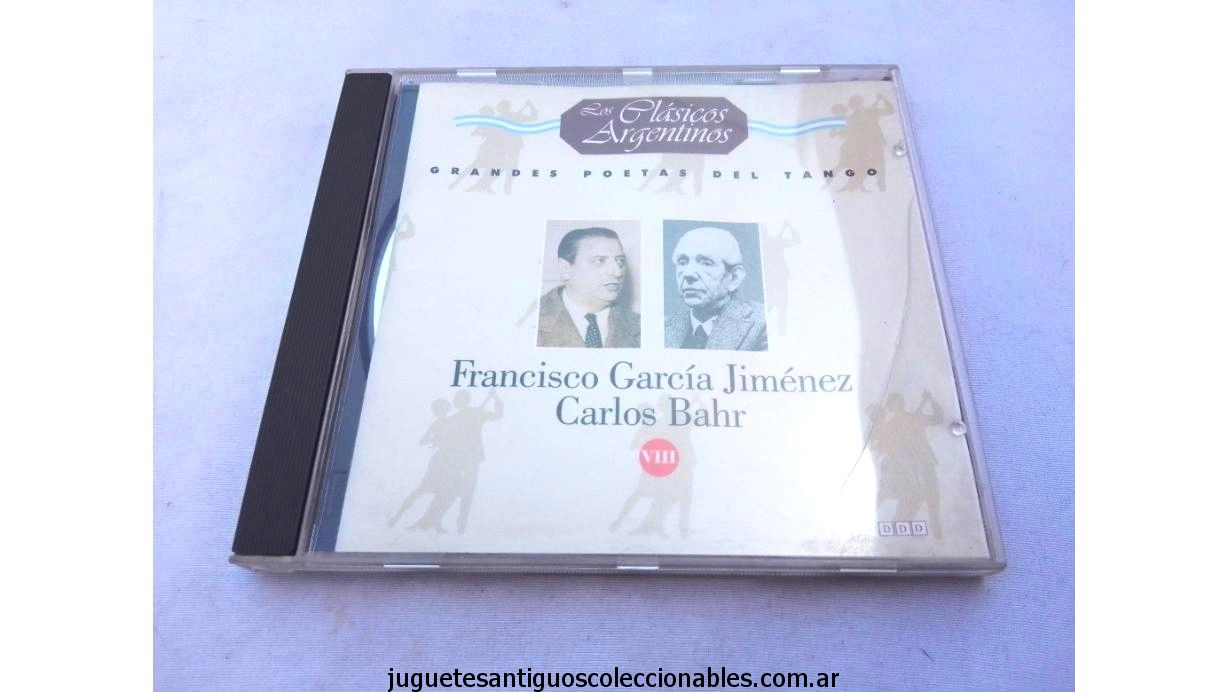 Los Clásicos
Argentinos
GRANDES POETAS DEL TANGO
Francisco García Jiménez
Carlos Bahr
VIII
DDD
juguetesantiguoscoleccionables.com.ar